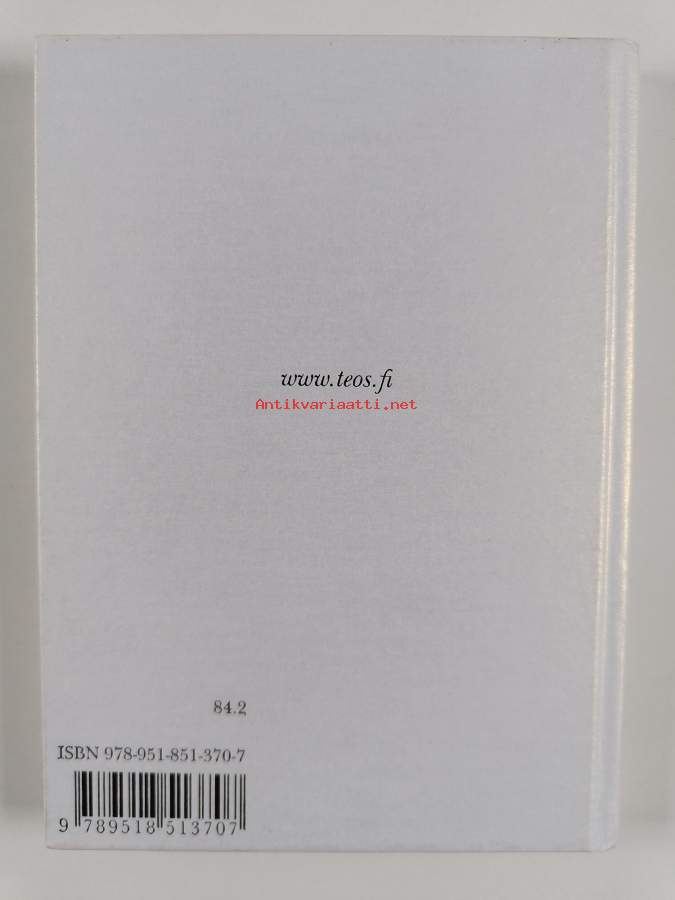 www.teos.fi
Antikvariaatti.net
84.2
ISBN 978-951-851-370-7
9 789518 513707